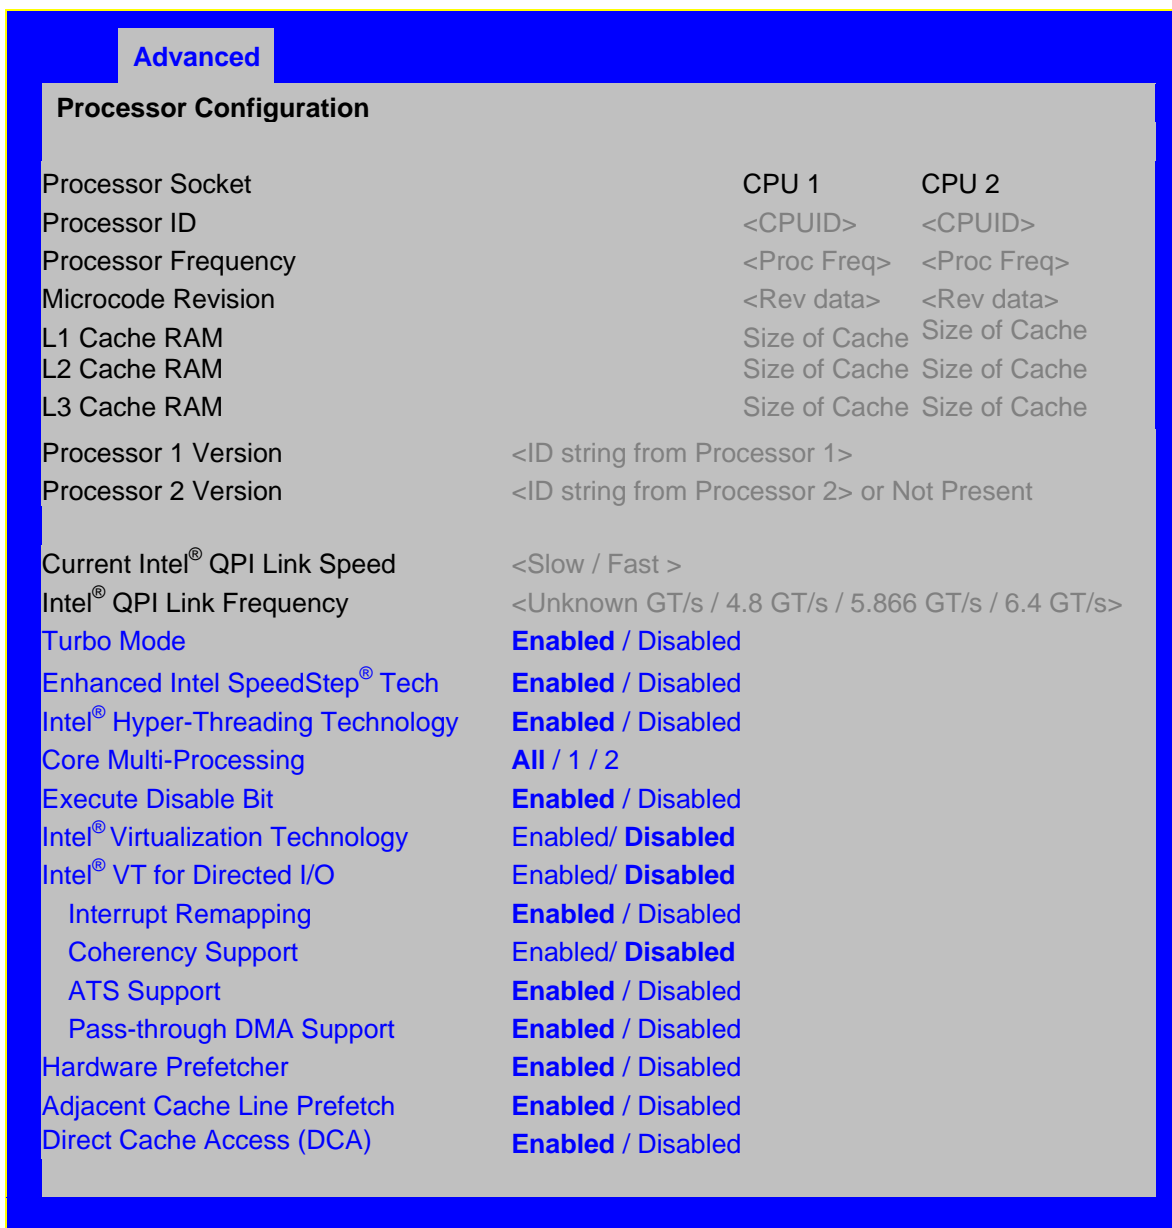 Advanced
Processor Configuration
Processor Socket CPU 1 CPU 2
Processor ID <CPUID> <CPUID>
Processor Frequency <Proc Freq> <Proc Freq>
Microcode Revision <Rev data> <Rev data>
L1 Cache RAM Size of Cache Size of Cache
L2 Cache RAM Size of Cache Size of Cache
L3 Cache RAM Size of Cache Size of Cache
Processor 1 Version <ID string from Processor 1>
Processor 2 Version <ID string from Processor 2> or Not Present
Current Intel® QPI Link Speed <Slow / Fast >
Intel® QPI Link Frequency <Unknown GT/s / 4.8 GT/s / 5.866 GT/s / 6.4 GT/s>
Turbo Mode Enabled / Disabled
Enhanced Intel SpeedStep® Tech Enabled / Disabled
Intel® Hyper-Threading Technology Enabled / Disabled
Core Multi-Processing All / 1 / 2
Execute Disable Bit Enabled / Disabled
Intel® Virtualization Technology Enabled/ Disabled
Intel® VT for Directed I/O Enabled/ Disabled
Interrupt Remapping Enabled / Disabled
Coherency Support Enabled/ Disabled
ATS Support Enabled / Disabled
Pass-through DMA Support Enabled / Disabled
Hardware Prefetcher Enabled / Disabled
Adjacent Cache Line Prefetch Enabled / Disabled
Direct Cache Access (DCA) Enabled / Disabled